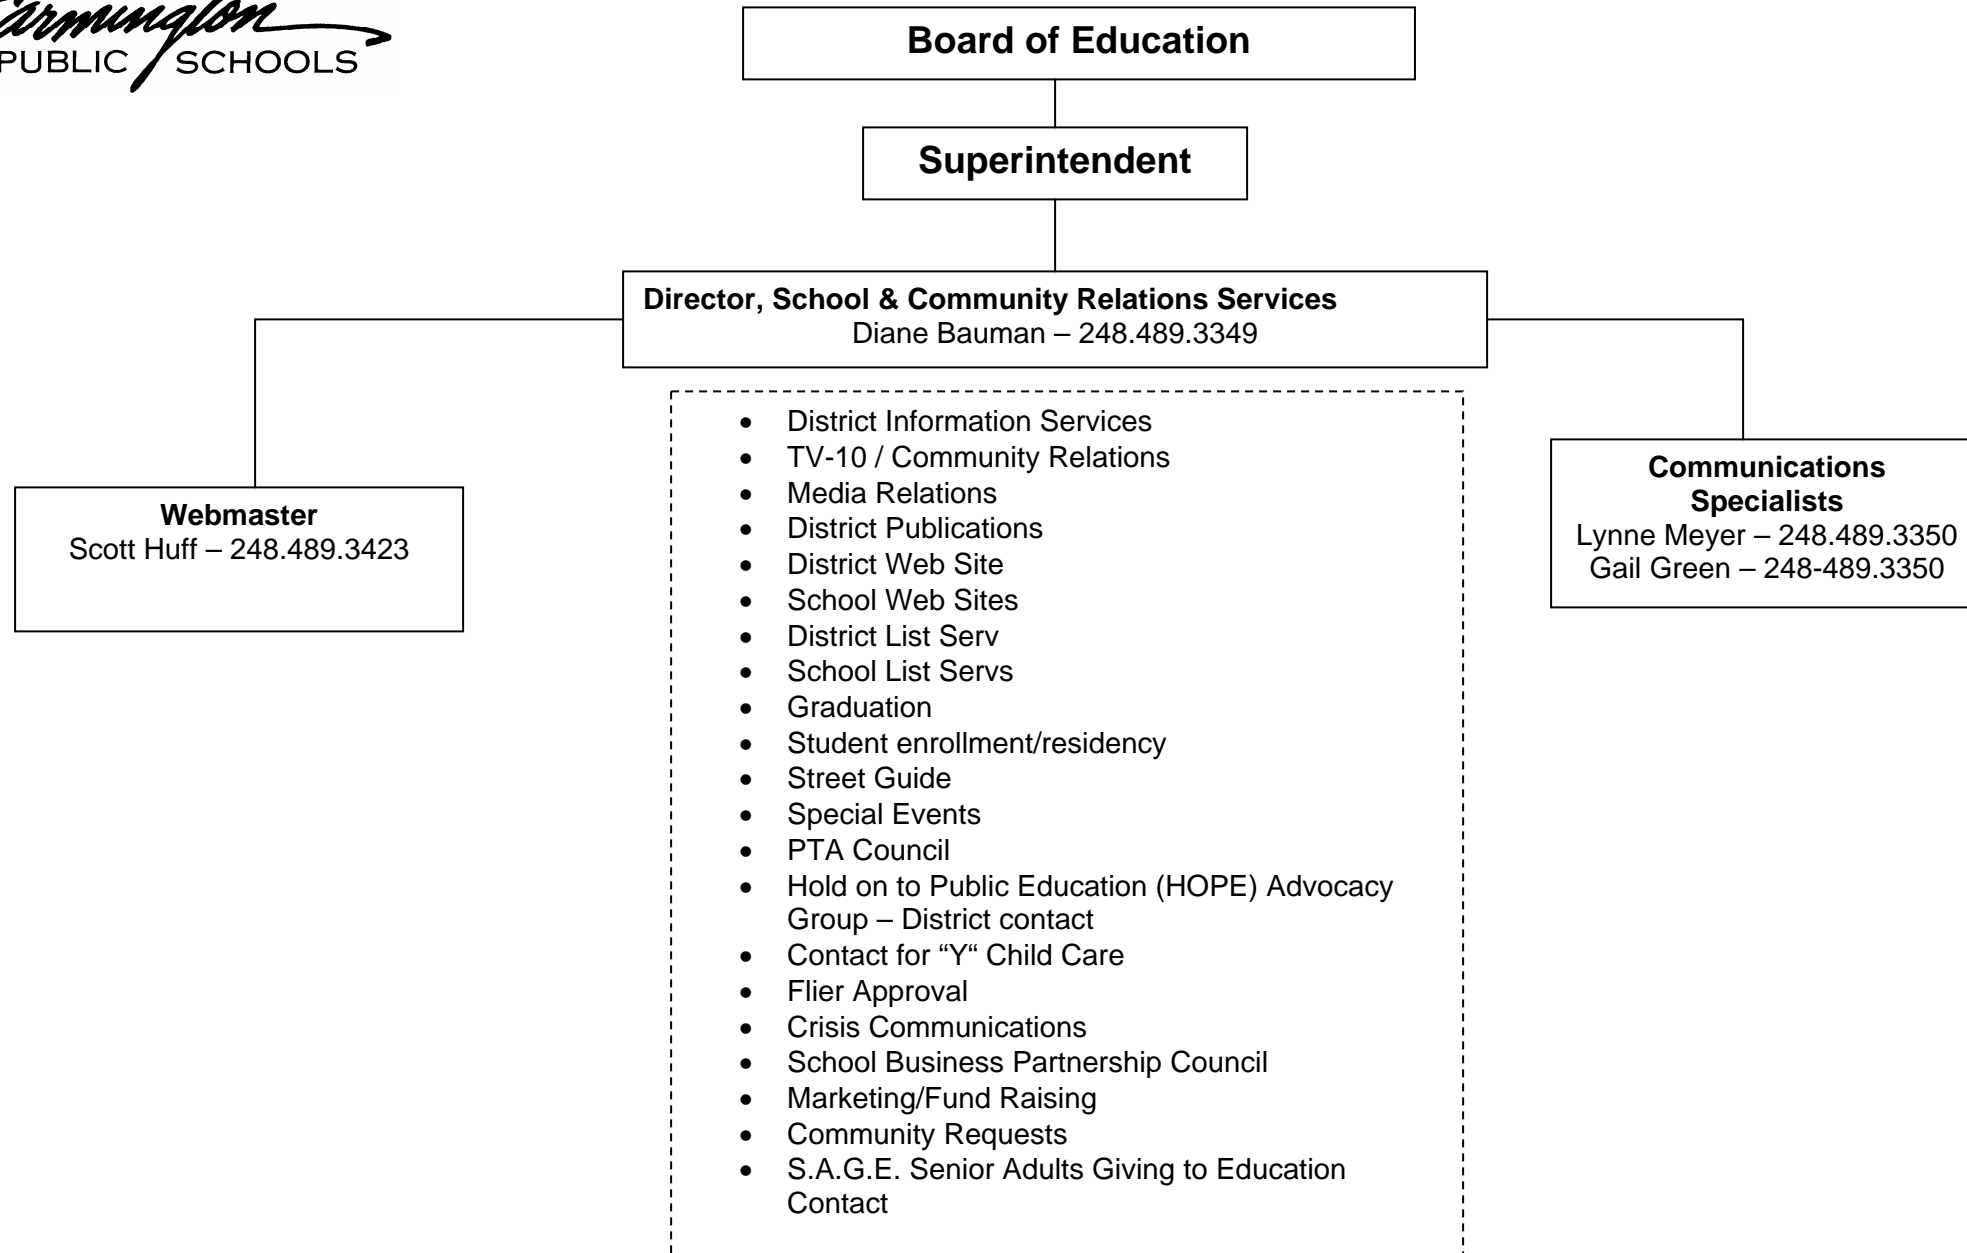 Farmington
PUBLIC SCHOOLS
Board of Education
Superintendent
Director, School & Community Relations Services
Diane Bauman – 248.489.3349
Webmaster
Scott Huff – 248.489.3423
• District Information Services
• TV-10 / Community Relations
• Media Relations
• District Publications
• District Web Site
• School Web Sites
• District List Serv
• School List Servs
• Graduation
• Student enrollment/residency
• Street Guide
• Special Events
• PTA Council
• Hold on to Public Education (HOPE) Advocacy
Group – District contact
• Contact for “Y“ Child Care
• Flier Approval
• Crisis Communications
• School Business Partnership Council
• Marketing/Fund Raising
• Community Requests
• S.A.G.E. Senior Adults Giving to Education
Contact
Communications
Specialists
Lynne Meyer – 248.489.3350
Gail Green – 248-489.3350